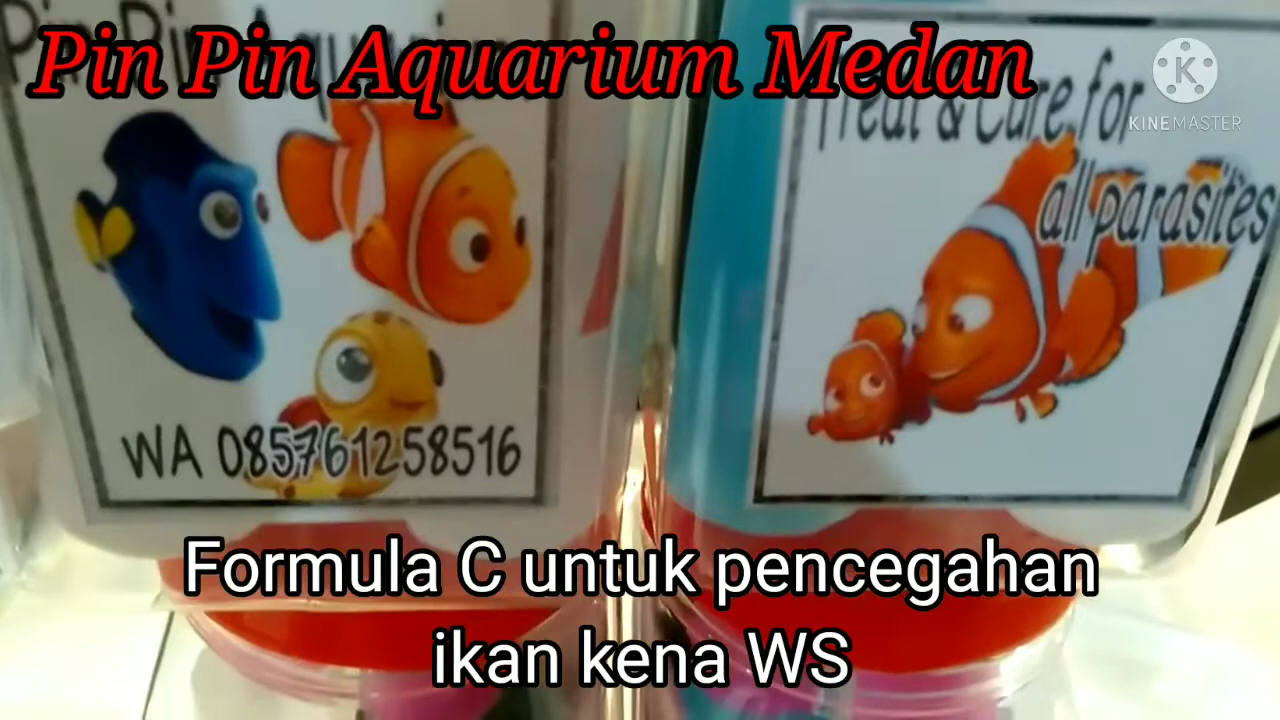 Pin Pin Aquarium Medan
Treat & Cure for
all parasites
KINEMASTER
WA 085761258516
Formula C untuk pencegahan
ikan kena WS